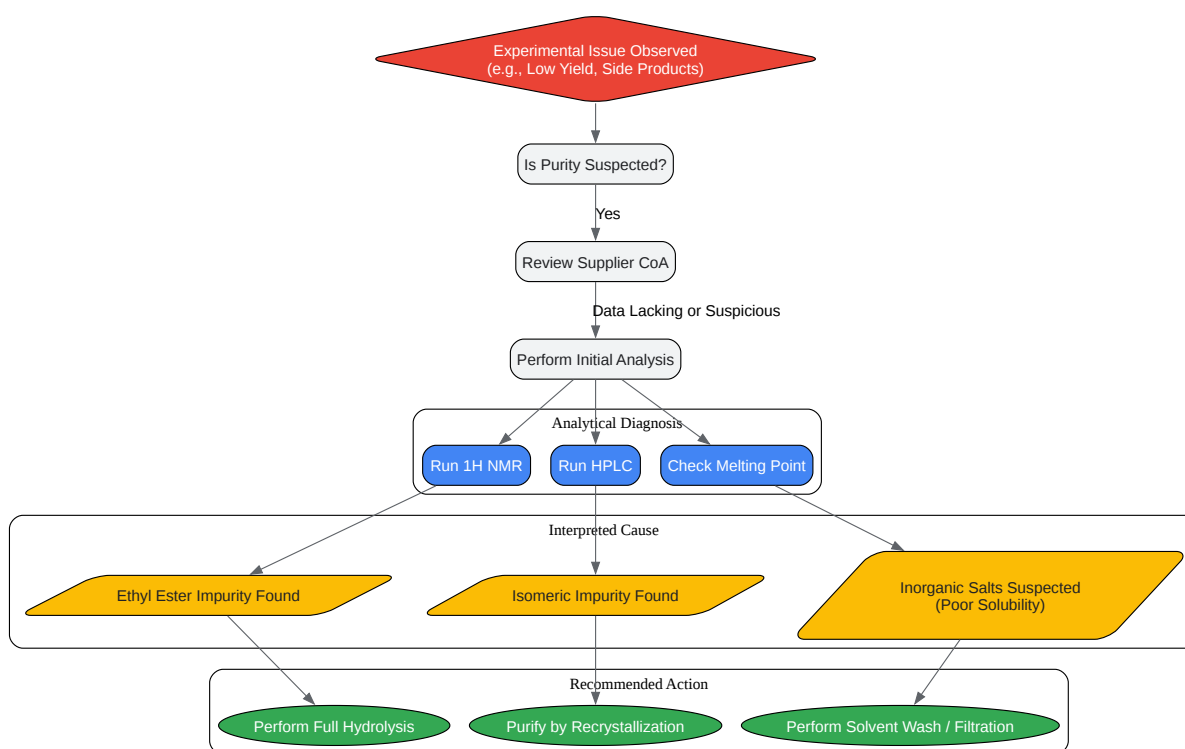 Experimental Issue Observed
(e.g., Low Yield, Side Products)
Is Purity Suspected?
Yes
Review Supplier CoA
Data Lacking or Suspicious
Perform Initial Analysis
Analytical Diagnosis
Run 1H NMR
Run HPLC
Check Melting Point
Interpreted Cause
Ethyl Ester Impurity Found
Isomeric Impurity Found
Inorganic Salts Suspected
(Poor Solubility)
Recommended Action
Perform Full Hydrolysis
Purify by Recrystallization
Perform Solvent Wash / Filtration